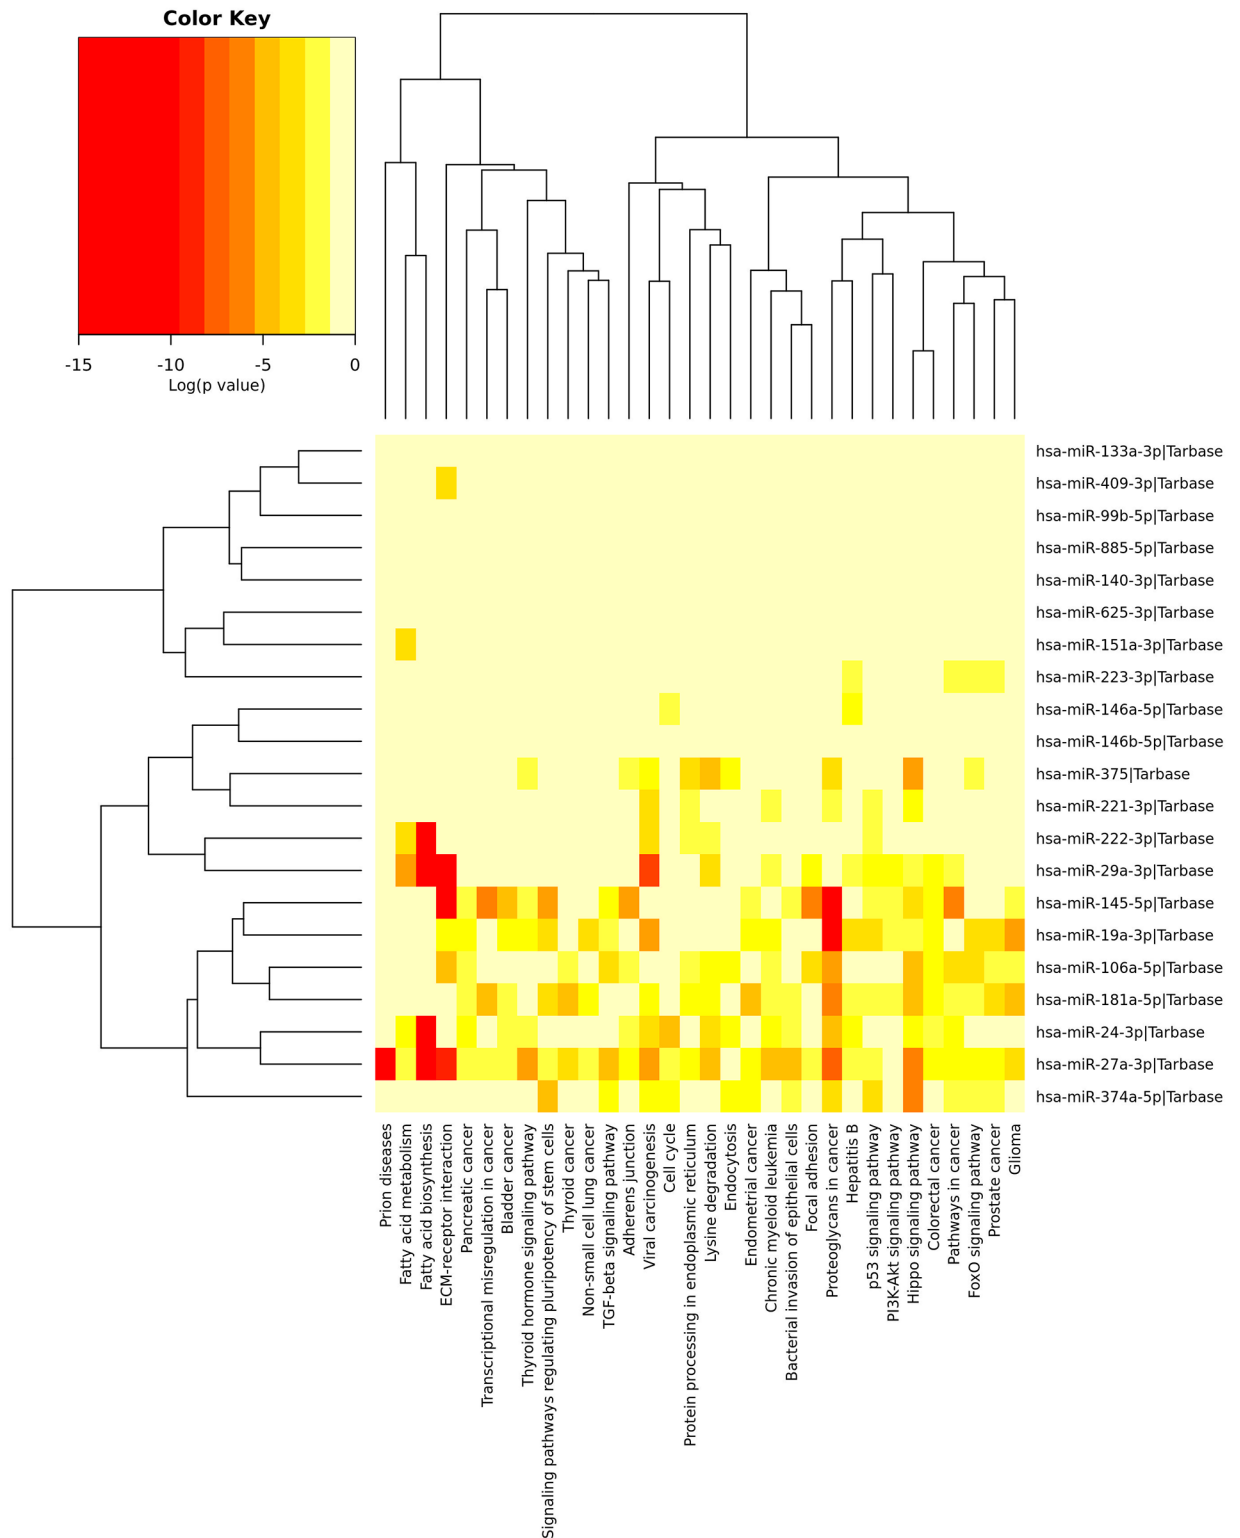 Color Key
-15
-10
-5
0
Log(p value)
hsa-miR-133a-3p|Tarbase
hsa-miR-409-3p|Tarbase
hsa-miR-99b-5p|Tarbase
hsa-miR-885-5p|Tarbase
hsa-miR-140-3p|Tarbase
hsa-miR-625-3p|Tarbase
hsa-miR-151a-3p|Tarbase
hsa-miR-223-3p|Tarbase
hsa-miR-146a-5p|Tarbase
hsa-miR-146b-5p|Tarbase
hsa-miR-375|Tarbase
hsa-miR-221-3p|Tarbase
hsa-miR-222-3p|Tarbase
hsa-miR-29a-3p|Tarbase
hsa-miR-145-5p|Tarbase
hsa-miR-19a-3p|Tarbase
hsa-miR-106a-5p|Tarbase
hsa-miR-181a-5p|Tarbase
hsa-miR-24-3p|Tarbase
hsa-miR-27a-3p|Tarbase
hsa-miR-374a-5p|Tarbase
Prion diseases
Fatty acid metabolism
Fatty acid biosynthesis
ECM-receptor interaction
Pancreatic cancer
Transcriptional misregulation in cancer
Bladder cancer
Thyroid hormone signaling pathway
Signaling pathways regulating pluripotency of stem cells
Thyroid cancer
Non-small cell lung cancer
TGF-beta signaling pathway
Adherens junction
Viral carcinogenesis
Cell cycle
Protein processing in endoplasmic reticulum
Lysine degradation
Endocytosis
Endometrial cancer
Chronic myeloid leukemia
Bacterial invasion of epithelial cells
Focal adhesion
Proteoglycans in cancer
Hepatitis B
p53 signaling pathway
PI3K-Akt signaling pathway
Hippo signaling pathway
Colorectal cancer
Pathways in cancer
FoxO signaling pathway
Prostate cancer
Glioma